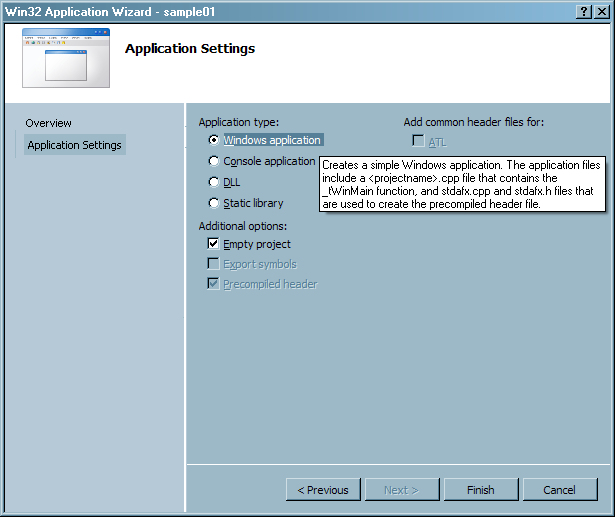 Win32 Application Wizard - sample01
Application Settings
Overview
Application Settings
Application type:
Windows application
Console application
DLL
Static library
Additional options:
Empty project
Export symbols
Precompiled header
Add common header files for:
ATL
Creates a simple Windows application. The application files
include a <projectname>.cpp file that contains the
_tWinMain function, and stdafx.cpp and stdafx.h files that
are used to create the precompiled header file.
< Previous
Next >
Finish
Cancel